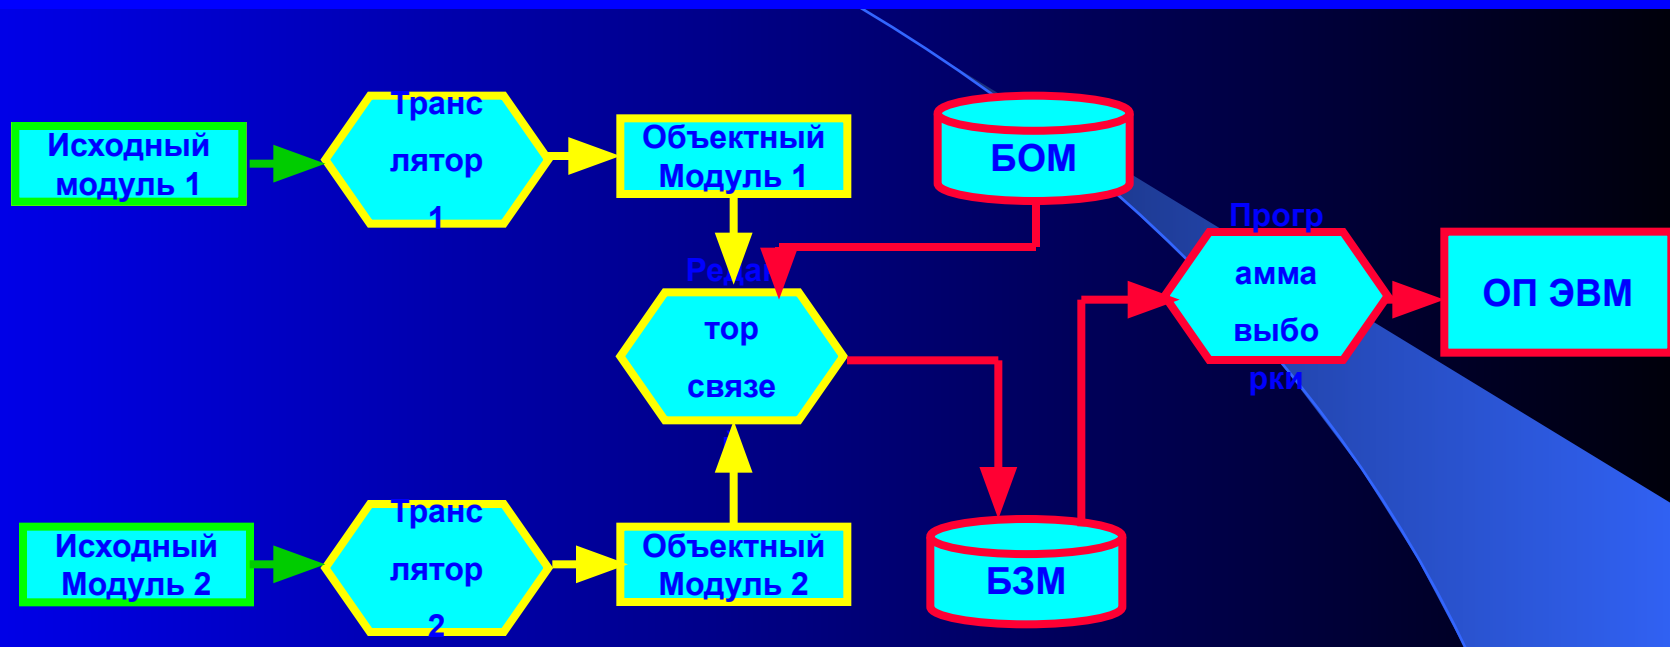 Исходный
модуль 1
Транс
лятор
1
Объектный
Модуль 1
БОМ
Редак
тор
связе
Прогр
амма
выбо
рки
ОП ЭВМ
Исходный
Модуль 2
Транс
лятор
2
Объектный
Модуль 2
БЗМ